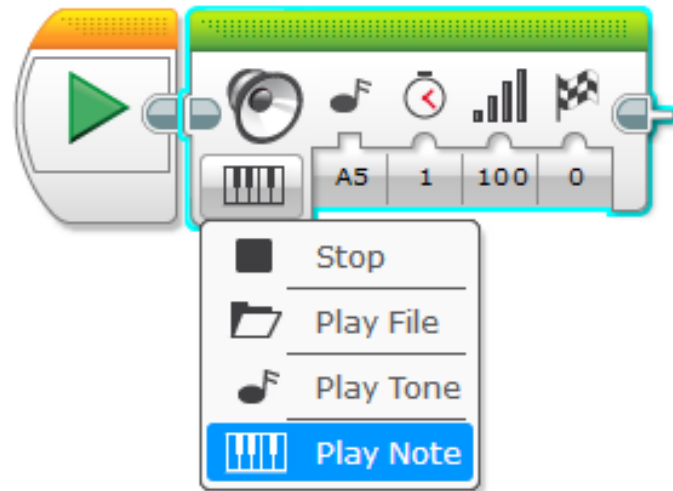 A5 1 100 0
Stop
Play File
Play Tone
Play Note